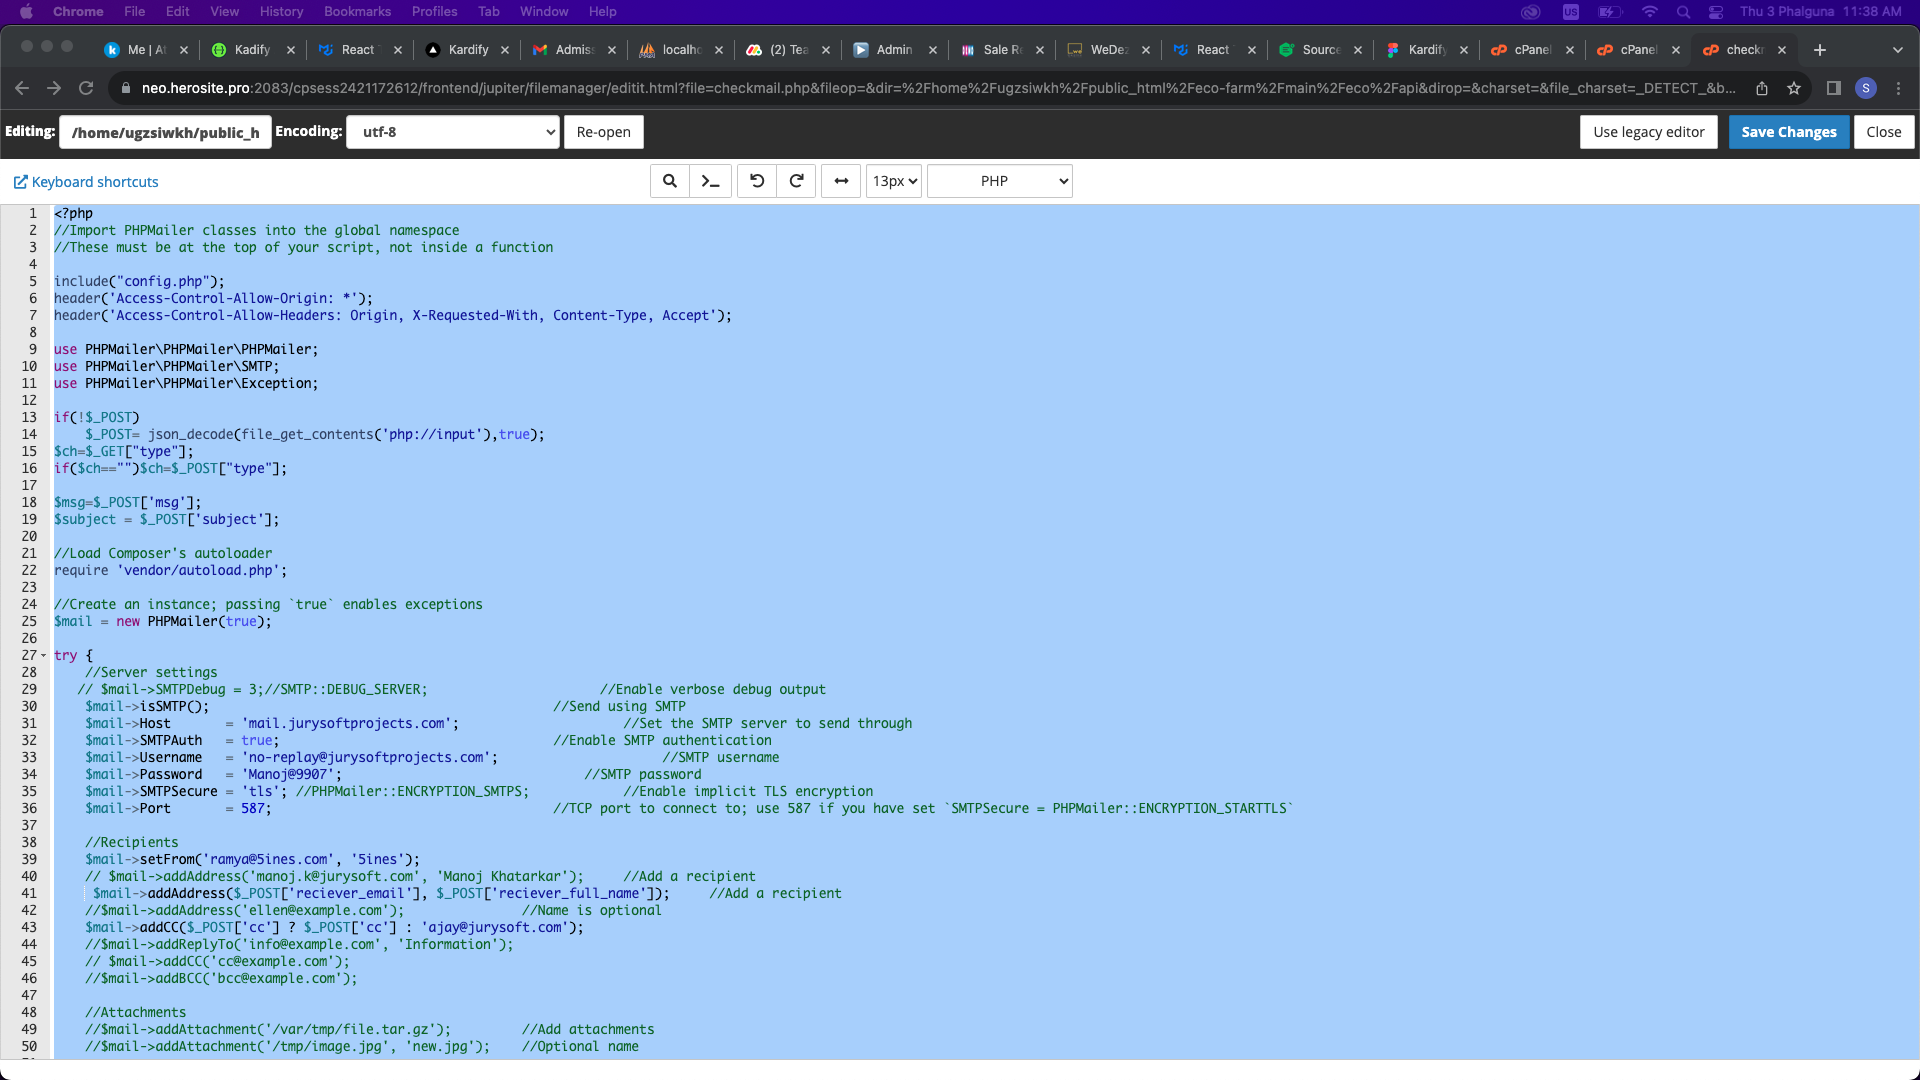 Chrome File Edit View History Bookmarks Profiles Tab Window Help US Thu 3 Phalguna 11:38 AM
Me | At Kadify React Kardify Admis localho (2) Tea Admin Sale Re WeDez React Source Kardify cPanel cPanel checkm
neo.herosite.pro:2083/cpsess2421172612/frontend/jupiter/filemanager/editit.html?file=checkmail.php&fileop=&dir=%2Fhome%2Fugzsiwkh%2Fpublic_html%2Feco-farm%2Fmain%2Feco%2Fapi&dirop=&charset=&file_charset=_DETECT_&b... S
Editing: /home/ugzsiwkh/public_h Encoding: utf-8 Re-open Use legacy editor Save Changes Close
Keyboard shortcuts 13px PHP
1 <?php
2 //Import PHPMailer classes into the global namespace
3 //These must be at the top of your script, not inside a function
4
5 include("config.php");
6 header('Access-Control-Allow-Origin: *');
7 header('Access-Control-Allow-Headers: Origin, X-Requested-With, Content-Type, Accept');
8
9 use PHPMailer\PHPMailer\PHPMailer;
10 use PHPMailer\PHPMailer\SMTP;
11 use PHPMailer\PHPMailer\Exception;
12
13 if(!$_POST)
14 $_POST= json_decode(file_get_contents('php://input'),true);
15 $ch=$_GET["type"];
16 if($ch=="")$ch=$_POST["type"];
17
18 $msg=$_POST['msg'];
19 $subject = $_POST['subject'];
20
21 //Load Composer's autoloader
22 require 'vendor/autoload.php';
23
24 //Create an instance; passing `true` enables exceptions
25 $mail = new PHPMailer(true);
26
27 try {
28 //Server settings
29 // $mail->SMTPDebug = 3;//SMTP::DEBUG_SERVER; //Enable verbose debug output
30 $mail->isSMTP(); //Send using SMTP
31 $mail->Host = 'mail.jurysoftprojects.com'; //Set the SMTP server to send through
32 $mail->SMTPAuth = true; //Enable SMTP authentication
33 $mail->Username = 'no-replay@jurysoftprojects.com'; //SMTP username
34 $mail->Password = 'Manoj@9907'; //SMTP password
35 $mail->SMTPSecure = 'tls'; //PHPMailer::ENCRYPTION_SMTPS; //Enable implicit TLS encryption
36 $mail->Port = 587; //TCP port to connect to; use 587 if you have set `SMTPSecure = PHPMailer::ENCRYPTION_STARTTLS`
37
38 //Recipients
39 $mail->setFrom('ramya@5ines.com', '5ines');
40 // $mail->addAddress('manoj.k@jurysoft.com', 'Manoj Khatarkar'); //Add a recipient
41 $mail->addAddress($_POST['reciever_email'], $_POST['reciever_full_name']); //Add a recipient
42 //$mail->addAddress('ellen@example.com'); //Name is optional
43 $mail->addCC($_POST['cc'] ? $_POST['cc'] : 'ajay@jurysoft.com');
44 //$mail->addReplyTo('info@example.com', 'Information');
45 // $mail->addCC('cc@example.com');
46 //$mail->addBCC('bcc@example.com');
47
48 //Attachments
49 //$mail->addAttachment('/var/tmp/file.tar.gz'); //Add attachments
50 //$mail->addAttachment('/tmp/image.jpg', 'new.jpg'); //Optional name